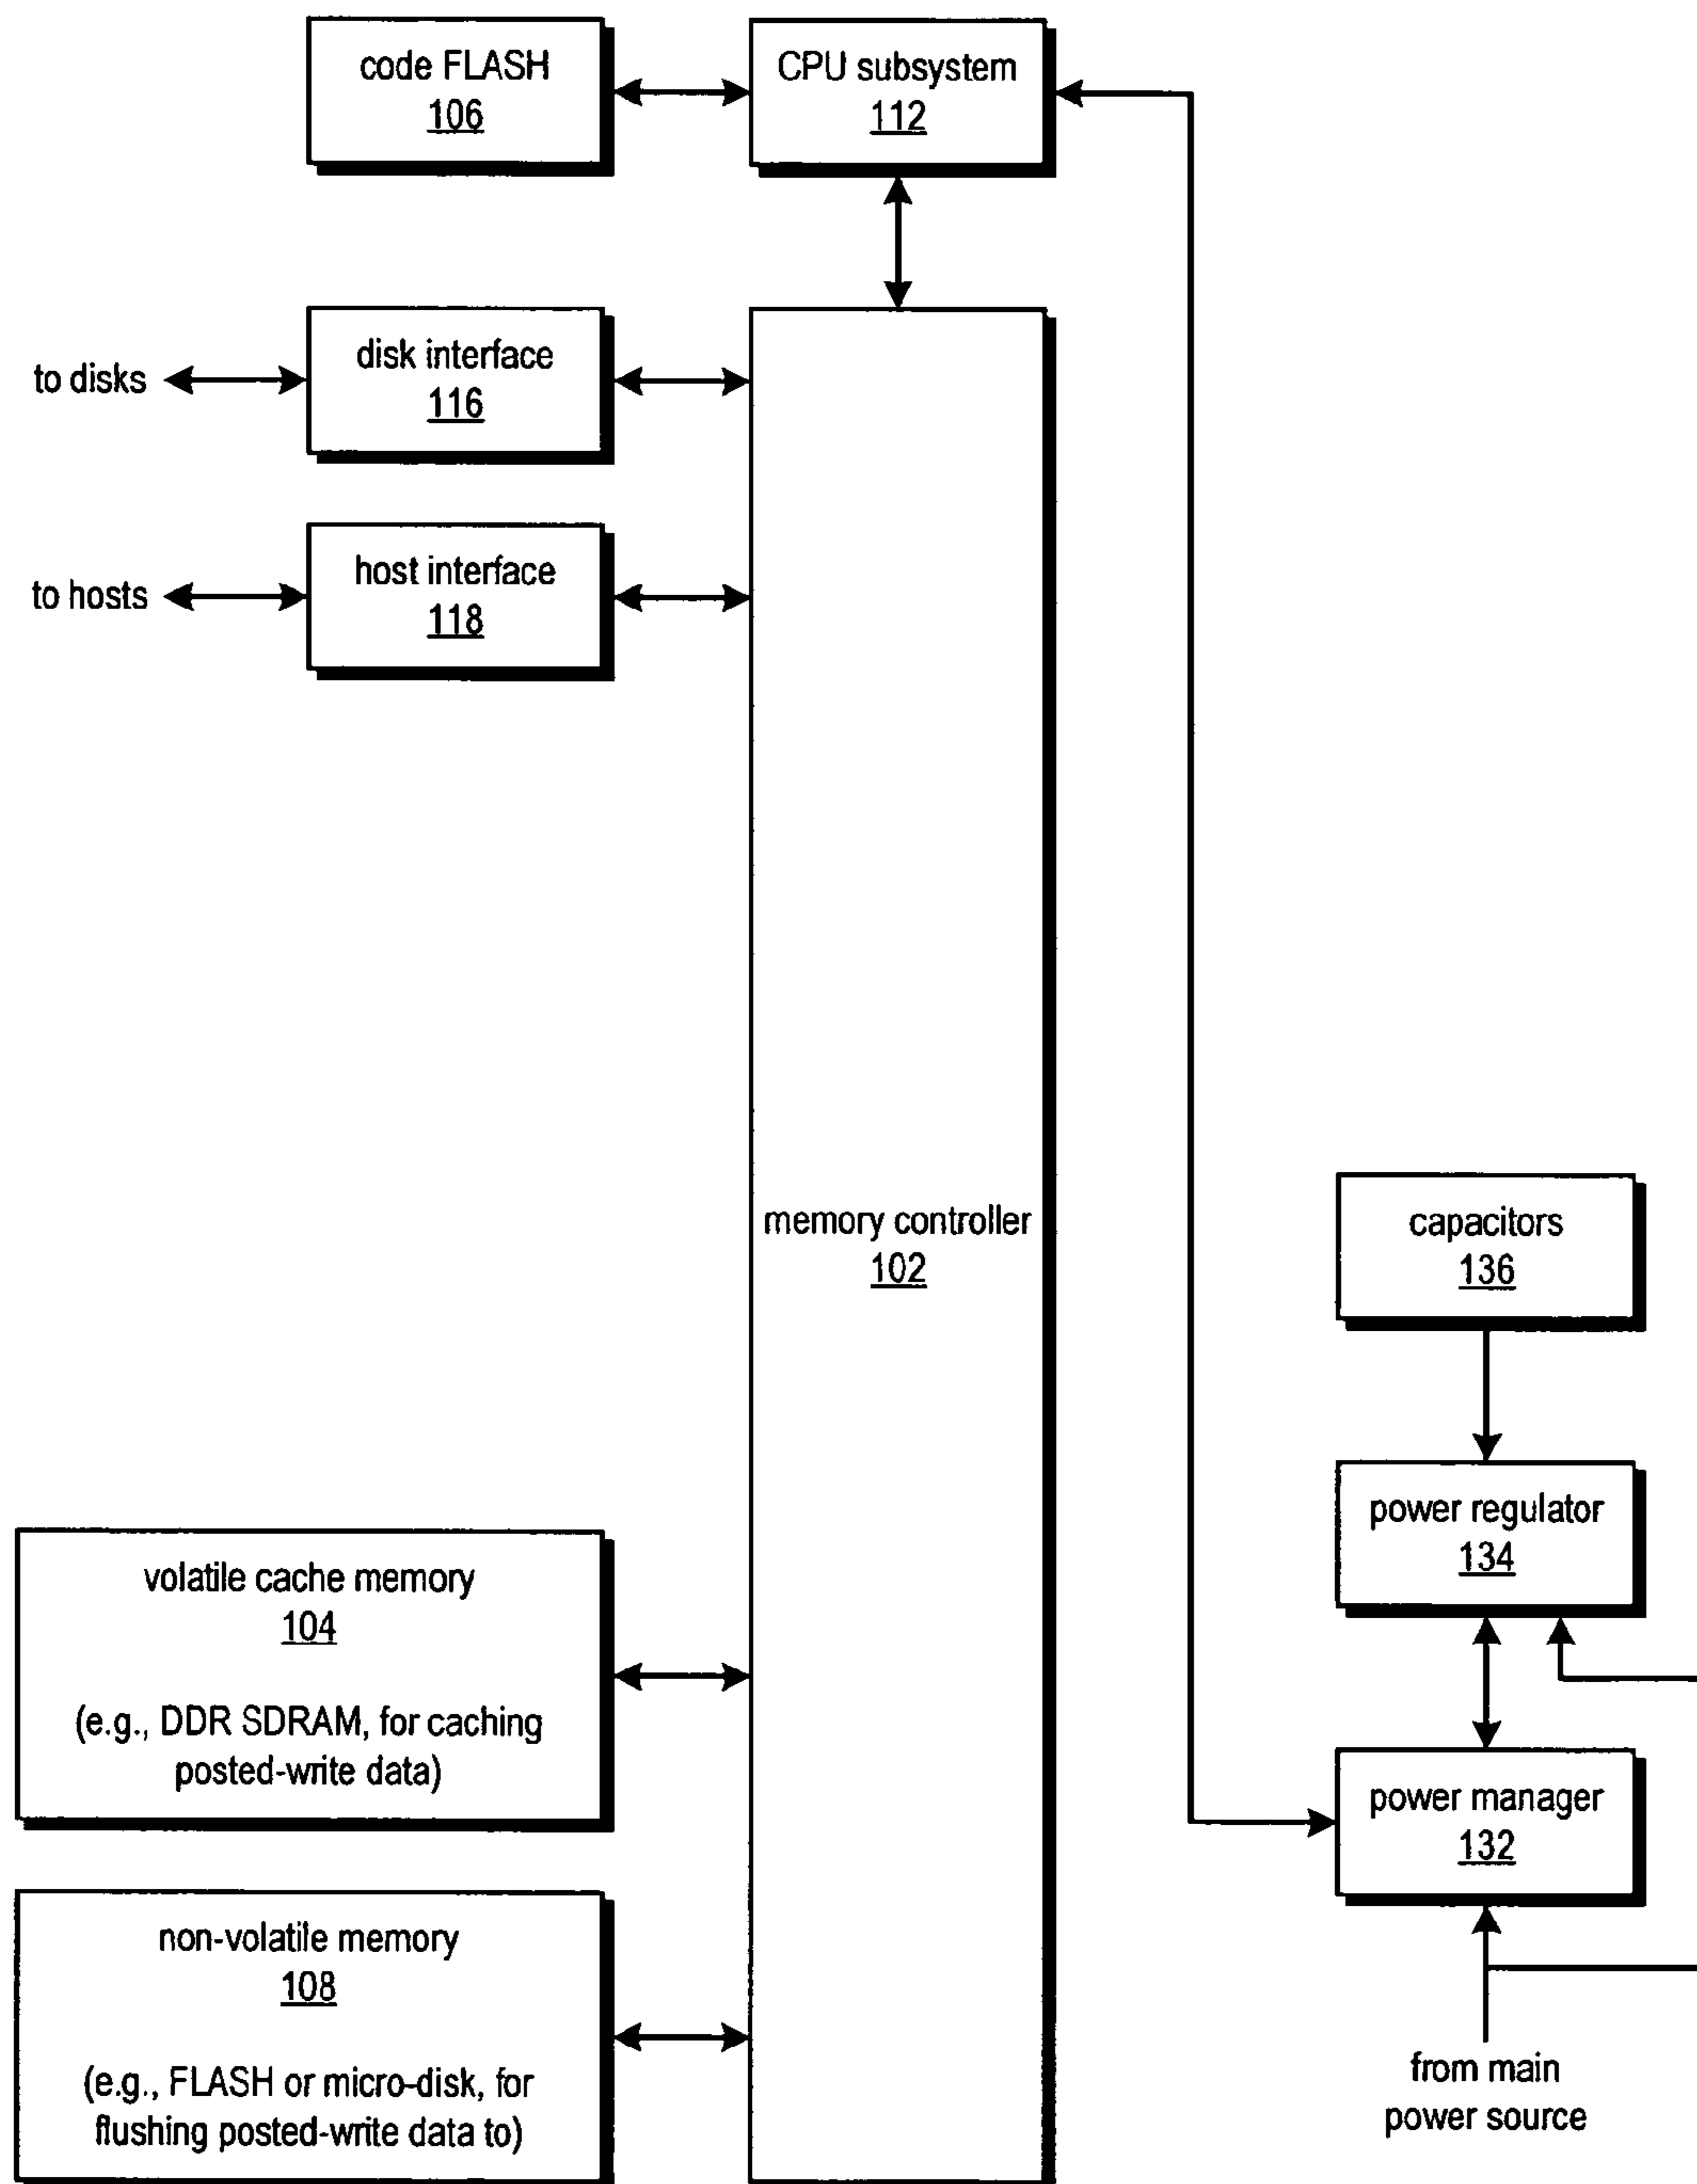 code FLASH
106
CPU subsystem
112
to disks
disk interface
116
to hosts
host interface
118
memory controller
102
capacitors
136
power regulator
134
volatile cache memory
104
(e.g., DDR SDRAM, for caching
posted-write data)
power manager
132
non-volatile memory
108
(e.g., FLASH or micro-disk, for
flushing posted-write data to)
from main
power source